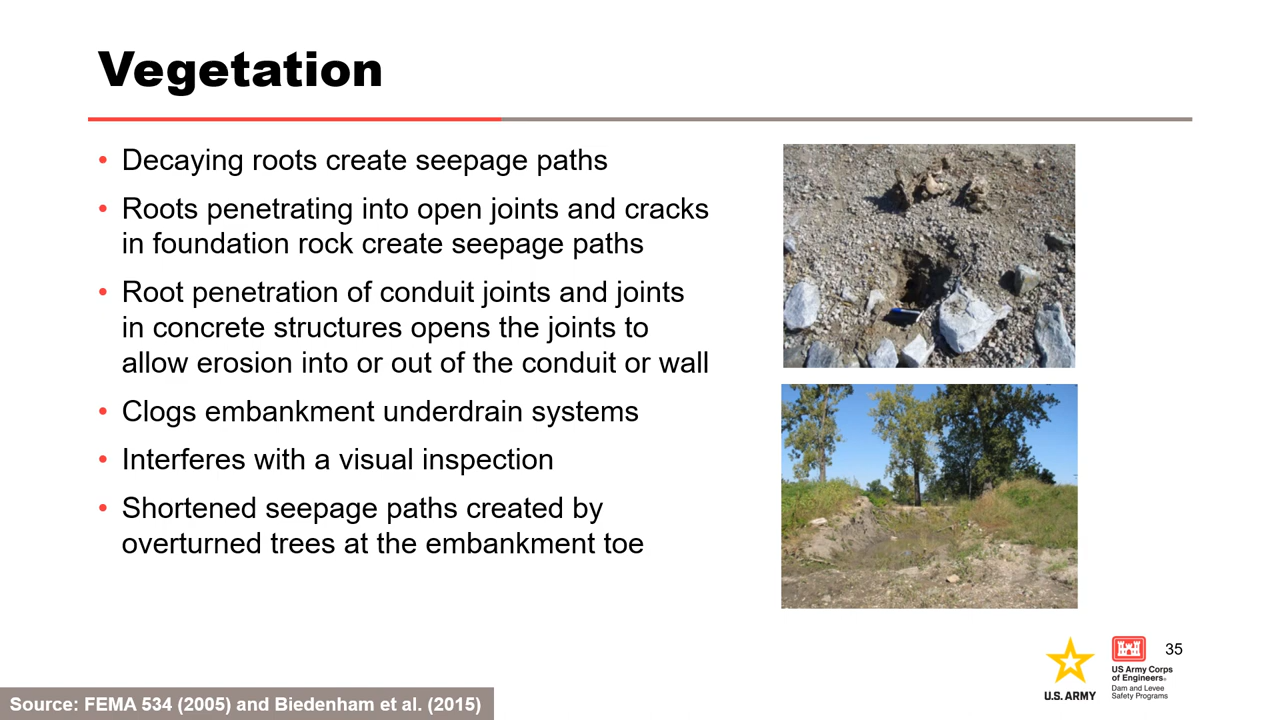 Vegetation
• Decaying roots create seepage paths
• Roots penetrating into open joints and cracks
in foundation rock create seepage paths
• Root penetration of conduit joints and joints
in concrete structures opens the joints to
allow erosion into or out of the conduit or wall
• Clogs embankment underdrain systems
• Interferes with a visual inspection
• Shortened seepage paths created by
overturned trees at the embankment toe
35
U.S. ARMY
US Army Corps
of Engineers®
Dam and Levee
Safety Programs
Source: FEMA 534 (2005) and Biedenham et al. (2015)